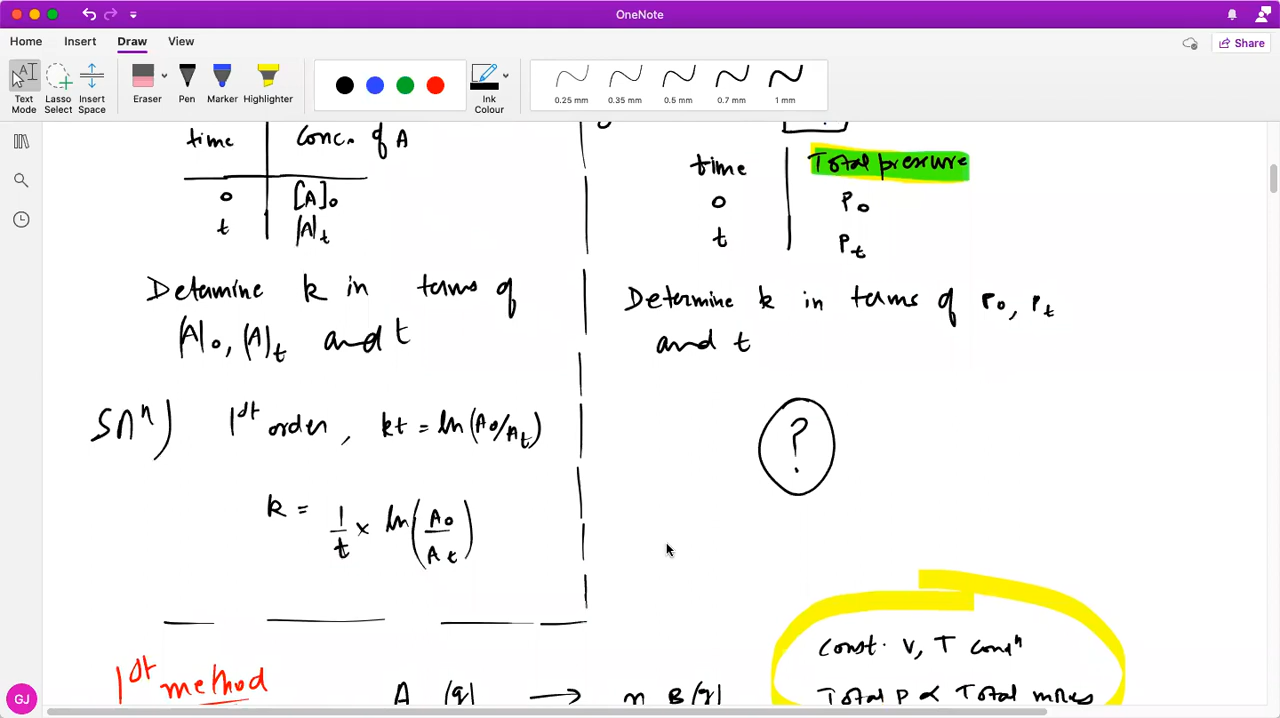 OneNote
Home Insert Draw View
Share
Text Mode
Lasso Select
Insert Space
Eraser
Pen
Marker
Highlighter
Ink Colour
0.25 mm
0.35 mm
0.5 mm
0.7 mm
1 mm
time Conc. of A
0 [A]₀
t [A]t
Detamine k in terms of
[A]₀, [A]t and t
Solⁿ) 1st order, kt = ln(A₀/At)
k = 1/t × ln(A₀/At)
time Total pressure
0 P₀
t Pt
Determine k in terms of P₀, Pt
and t
?
1st method
A (g) → n B(g)
const. V, T condⁿ
Total P ∝ Total moles
GJ